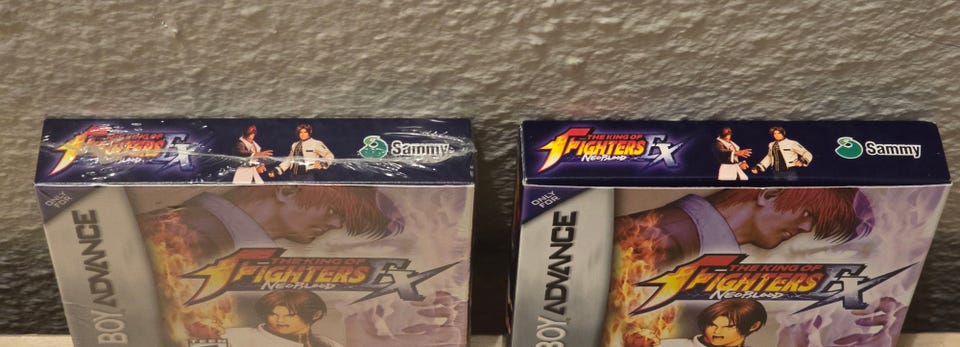 THE KING OF
FIGHTERS EX
NEOBLOOD
Sammy
ONLY
FOR
BOY ADVANCE
THE KING OF
FIGHTERS EX
NEOBLOOD
TEEN
THE KING OF
FIGHTERS EX
NEOBLOOD
Sammy
ONLY
FOR
BOY ADVANCE
THE KING OF
FIGHTERS EX
NEOBLOOD